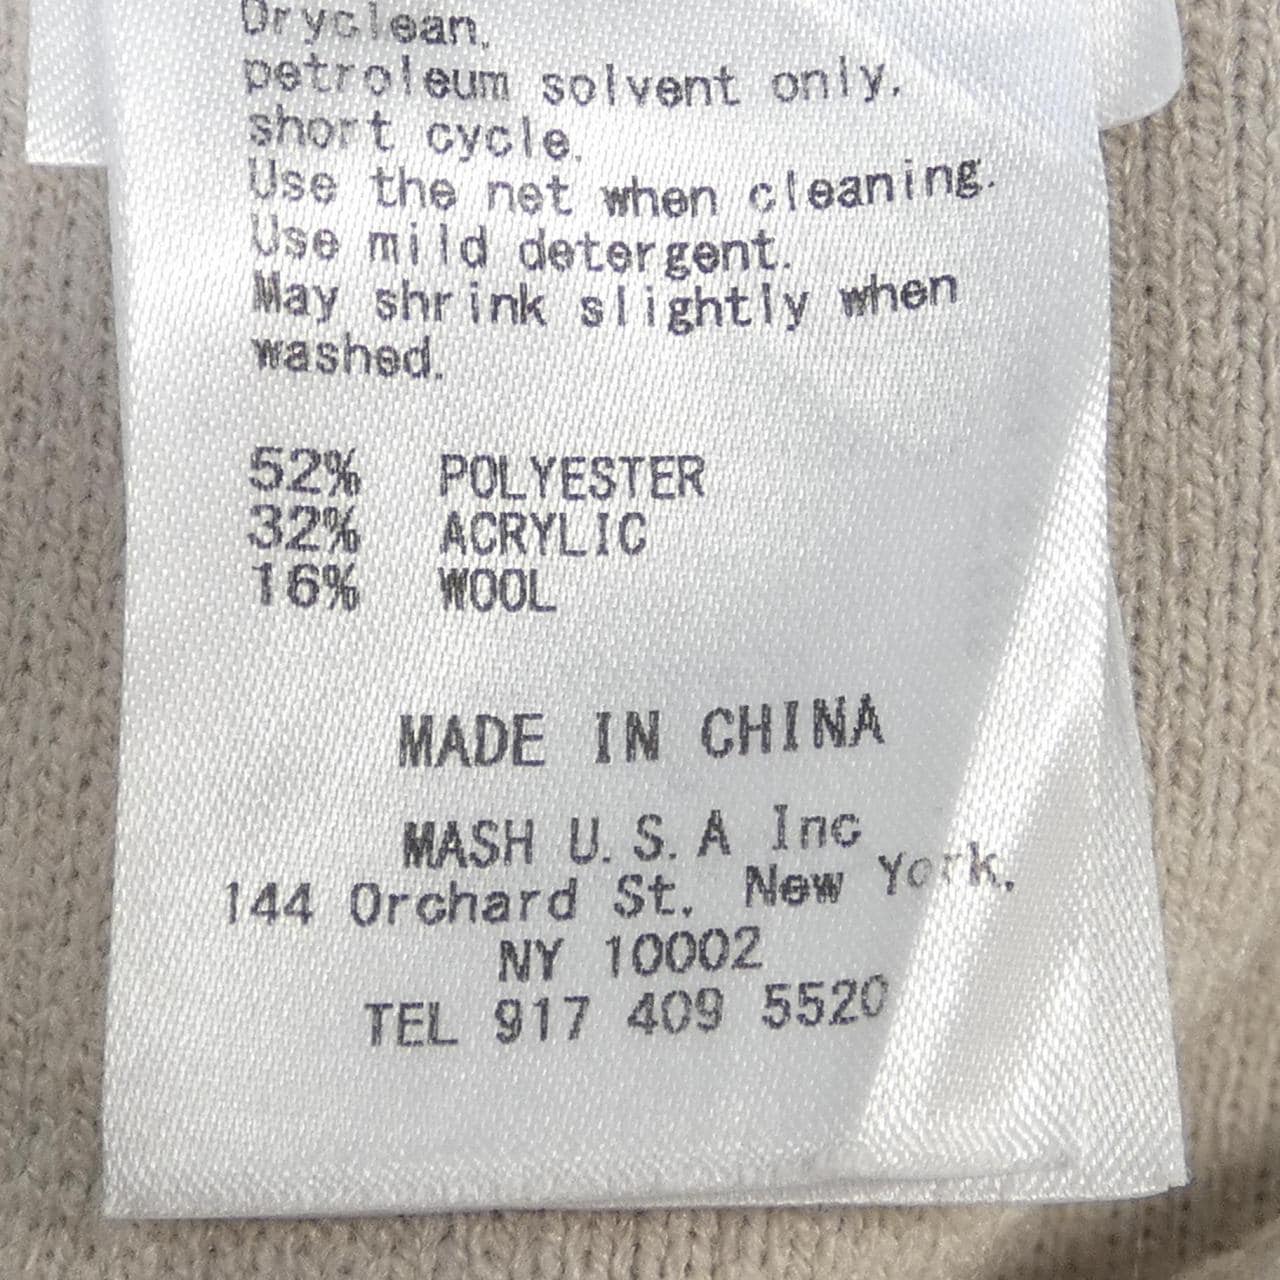 Dryclean,
petroleum solvent only,
short cycle.
Use the net when cleaning.
Use mild detergent.
May shrink slightly when
washed.
52% POLYESTER
32% ACRYLIC
16% WOOL
MADE IN CHINA
MASH U.S.A Inc
144 Orchard St, New York,
NY 10002
TEL 917 409 5520